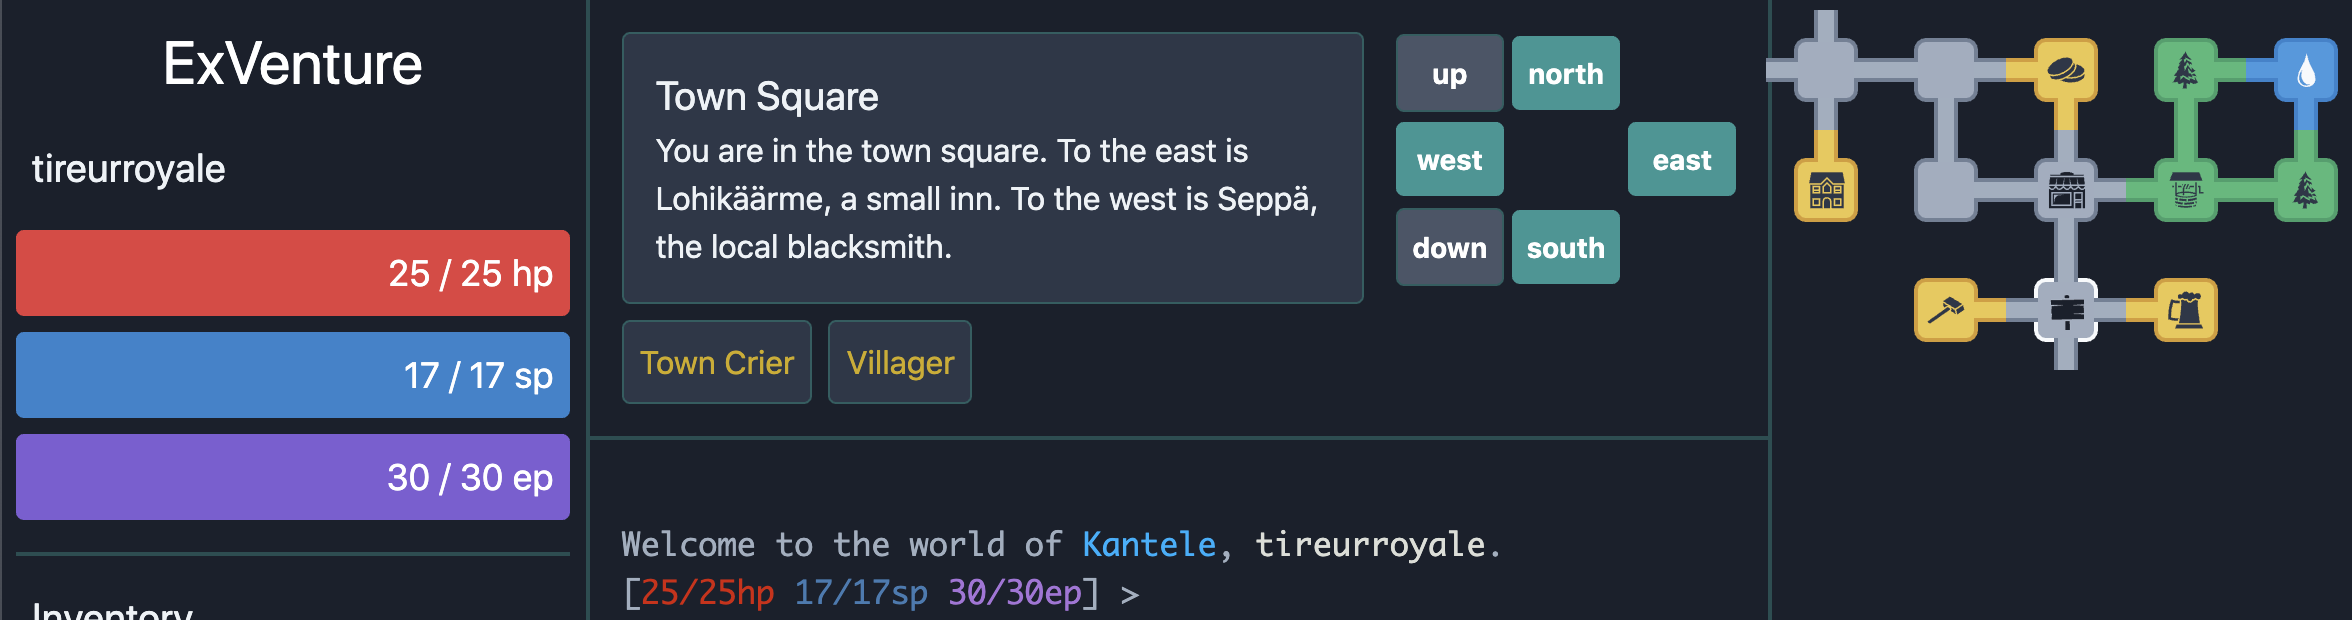 ExVenture
tireurroyale
25 / 25 hp
17 / 17 sp
30 / 30 ep
Inventory
Town Square
You are in the town square. To the east is
Lohikäärme, a small inn. To the west is Seppä,
the local blacksmith.
Town Crier
Villager
up
north
west
east
down
south
Welcome to the world of Kantele, tireurroyale.
[25/25hp 17/17sp 30/30ep] >